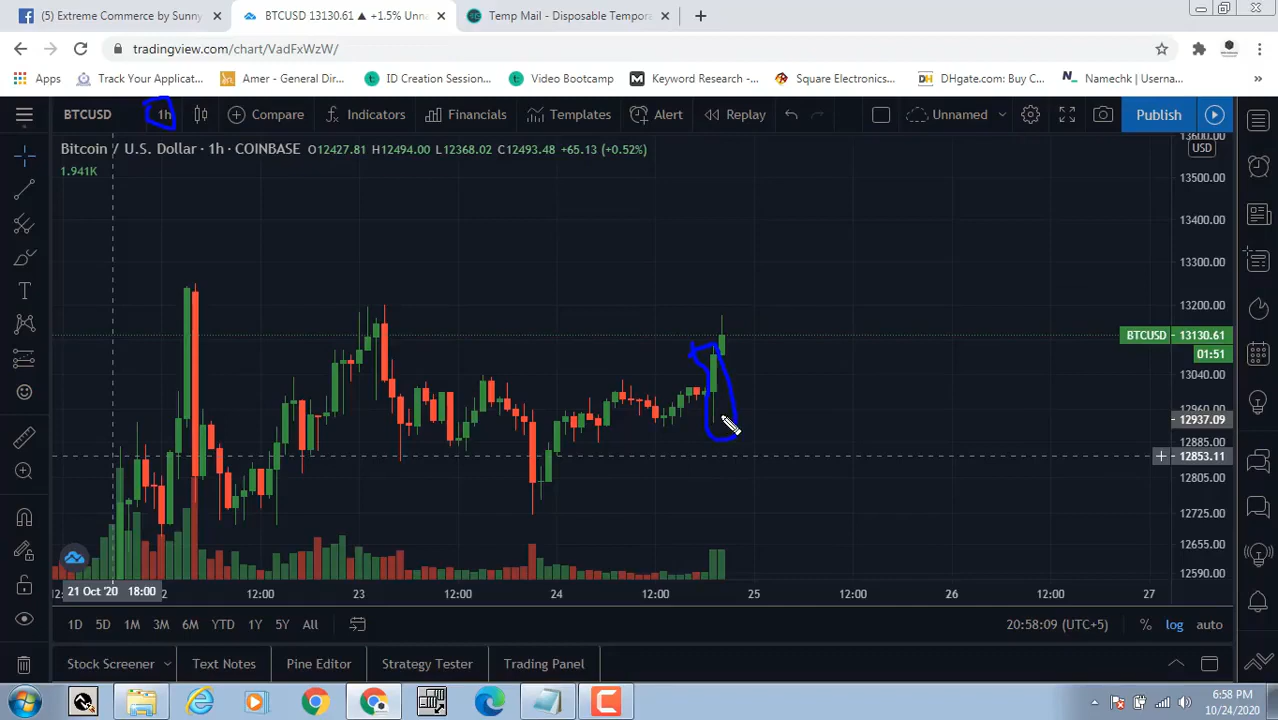 (5) Extreme Commerce by Sunny
BTCUSD 13130.61 ▲ +1.5% Unna
Temp Mail - Disposable Tempora
tradingview.com/chart/VadFxWzW/
Apps
Track Your Applicat...
Amer - General Dir...
ID Creation Session...
Video Bootcamp
Keyword Research -...
Square Electronics...
DHgate.com: Buy C...
Namechk | Userna...
»
BTCUSD
1h
Compare
Indicators
Financials
Templates
Alert
Replay
Unnamed
Publish
Bitcoin / U.S. Dollar · 1h · COINBASE O12427.81 H12494.00 L12368.02 C12493.48 +65.13 (+0.52%)
1.941K
13600.00
USD
13500.00
13400.00
13300.00
13200.00
BTCUSD 13130.61
01:51
13040.00
12960.00
12937.09
12885.00
12853.11
12805.00
12725.00
12655.00
12590.00
21 Oct '20 18:00
12:00
23
12:00
24
12:00
25
12:00
26
12:00
27
1D 5D 1M 3M 6M YTD 1Y 5Y All
20:58:09 (UTC+5)
% log auto
Stock Screener
Text Notes
Pine Editor
Strategy Tester
Trading Panel
6:58 PM
10/24/2020